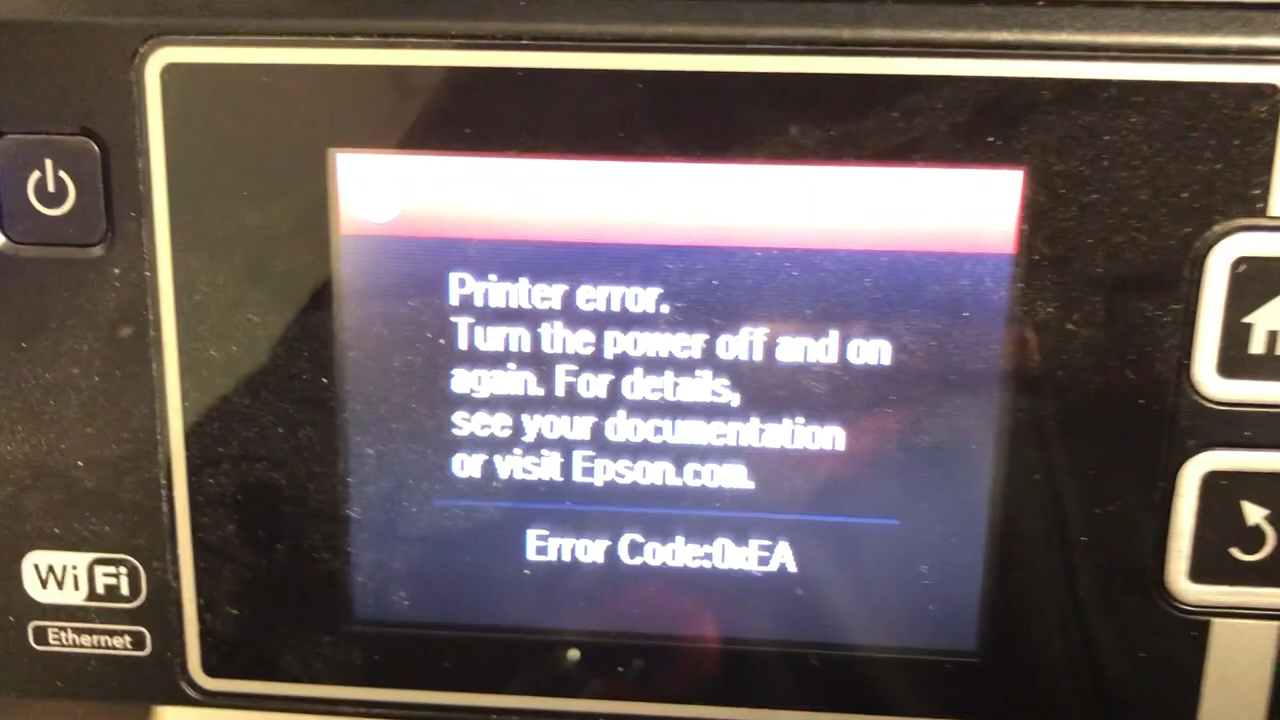 Printer error.
Turn the power off and on
again. For details,
see your documentation
or visit Epson.com.
Error Code:0xEA
WiFi
Ethernet